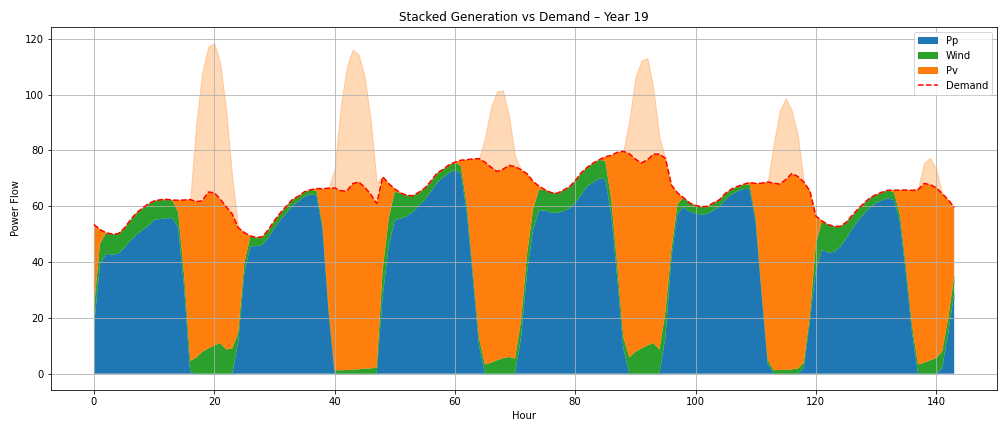 Stacked Generation vs Demand – Year 19
Power Flow
120
100
80
60
40
20
0
Pp
Wind
Pv
Demand
0 20 40 60 80 100 120 140
Hour